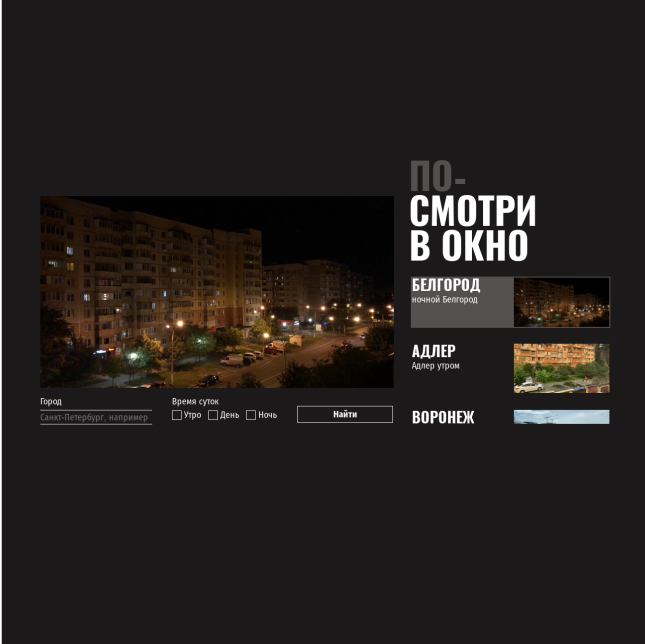 ПО-
СМОТРИ
В ОКНО
БЕЛГОРОД
ночной Белгород
АДЛЕР
Адлер утром
ВОРОНЕЖ
Город
Санкт-Петербург, например
Время суток
Утро День Ночь
Найти